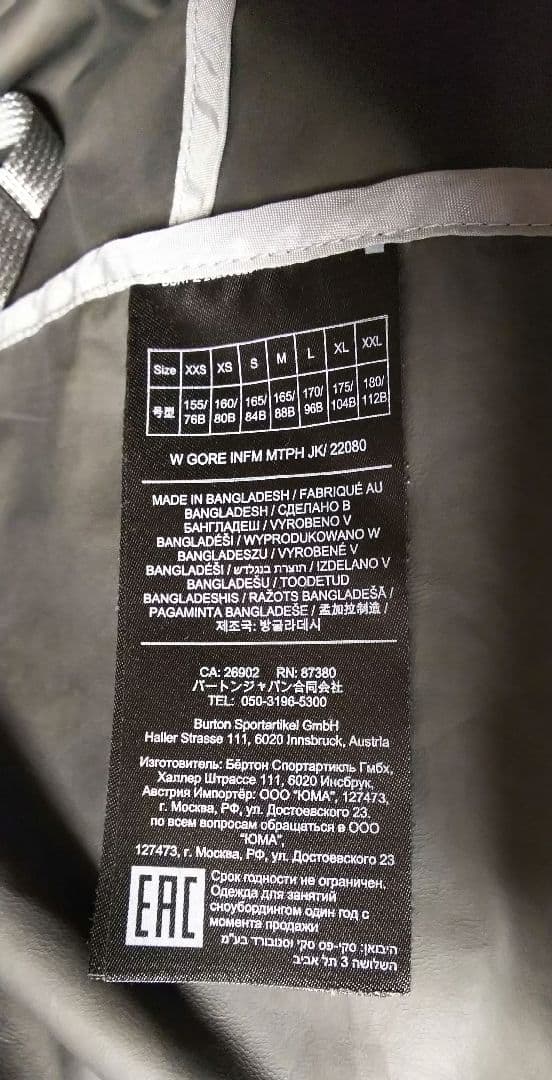 Size XXS XS S M L XL XXL
号型 155/76B 160/80B 165/84B 165/88B 170/96B 175/104B 180/112B
W GORE INFM MTPH JK/ 22080
MADE IN BANGLADESH / FABRIQUÉ AU
BANGLADESH / СДЕЛАНО В
БАНГЛАДЕШ / VYROBENO V
BANGLADÉŠI / WYPRODUKOWANO W
BANGLADESZU / VYROBENÉ V
BANGLADÉŠI / תוצרת בנגלדש / IZDELANO V
BANGLADEŠU / TOODETUD
BANGLADESHIS / RAŽOTS BANGLADEŠĀ /
PAGAMINTA BANGLADEŠE / 孟加拉制造 /
제조국: 방글라데시
CA: 26902 RN: 87380
バートンジャパン合同会社
TEL: 050-3196-5300
Burton Sportartikel GmbH
Haller Strasse 111, 6020 Innsbruck, Austria
Изготовитель: Бёртон Спортартикль Гмбх,
Халлер Штрассе 111, 6020 Инсбрук,
Австрия Импортёр: ООО "ЮМА", 127473,
г. Москва, РФ, ул. Достоевского 23,
по всем вопросам обращаться в ООО
"ЮМА",
127473, г. Москва, РФ, ул. Достоевского 23
EAC
Срок годности не ограничен.
Одежда для занятий
сноубордингом один год с
момента продажи
היבואן: סקי-פס סקי וסנובורד בע"מ
השלושה 3 תל אביב